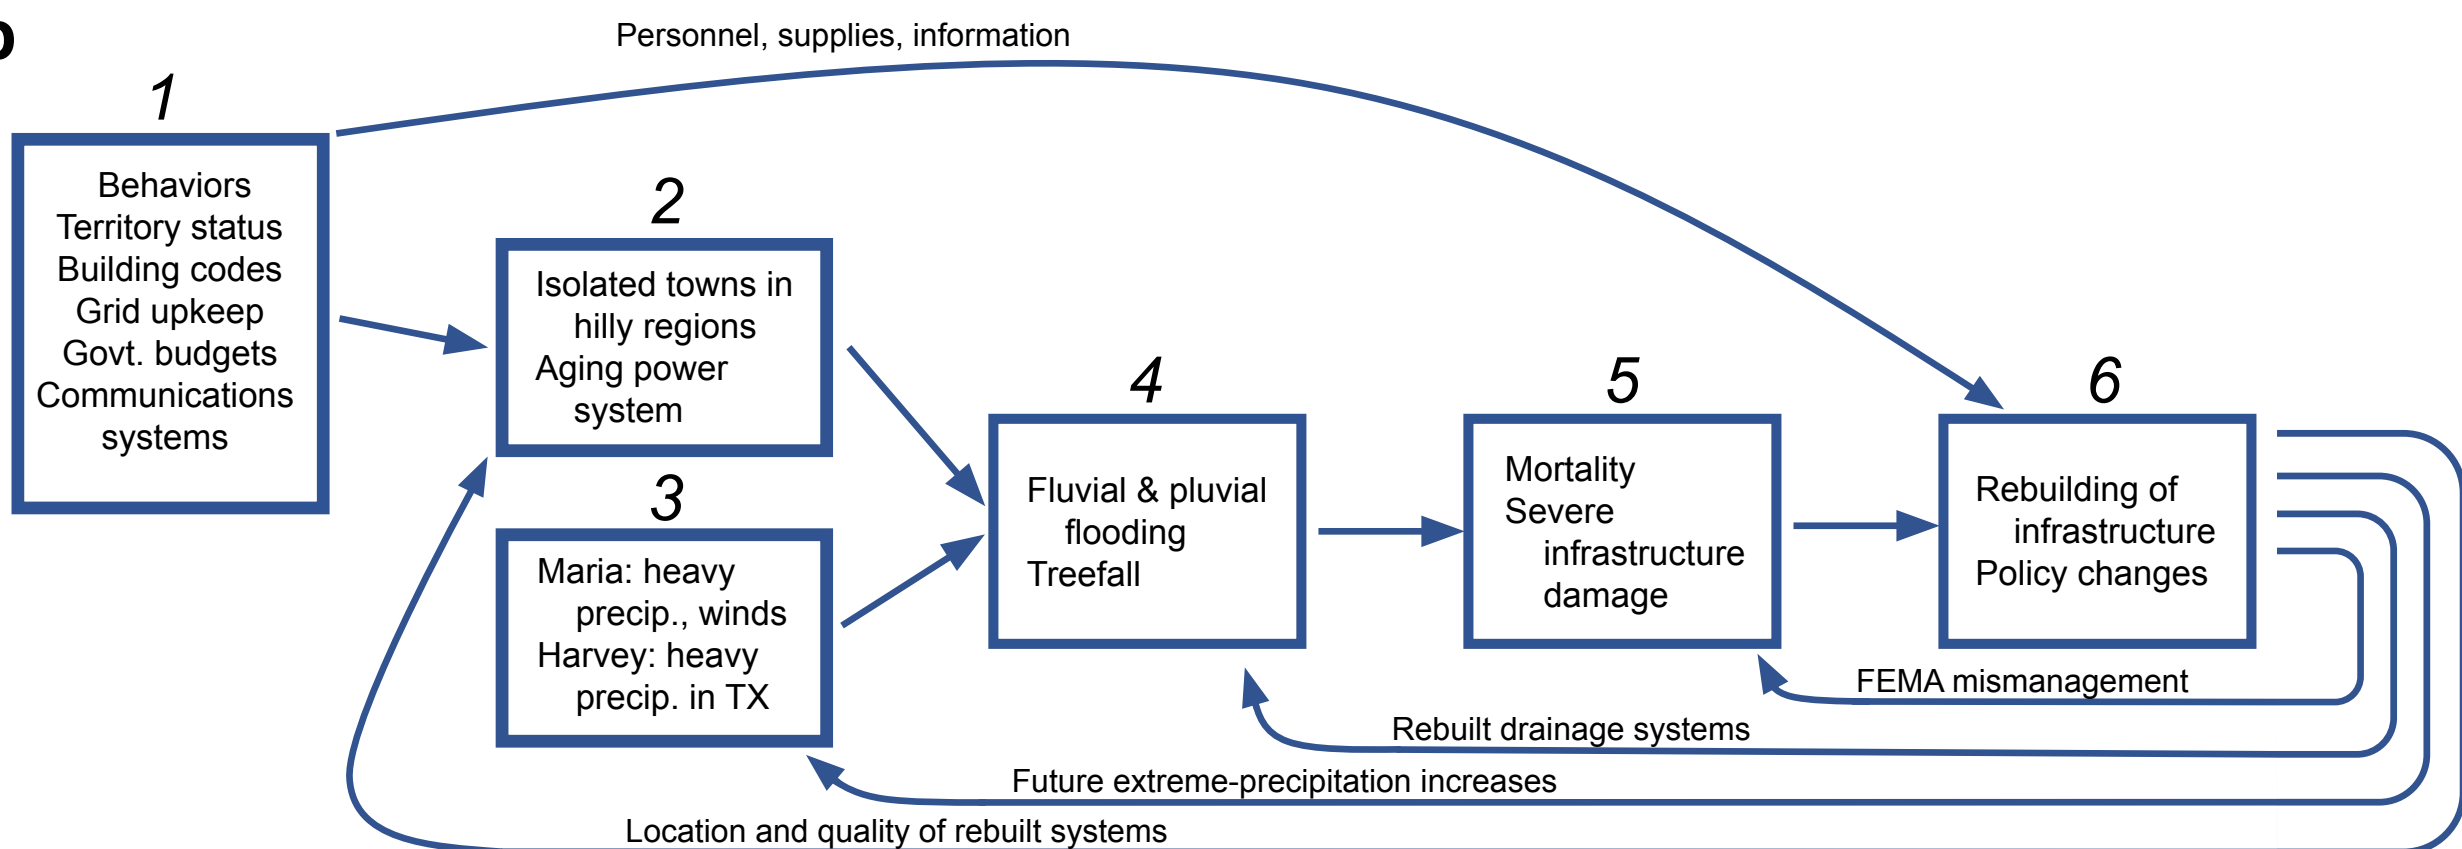 Personnel, supplies, information
1
Behaviors
Territory status
Building codes
Grid upkeep
Govt. budgets
Communications
systems
2
Isolated towns in
hilly regions
Aging power
system
3
Maria: heavy
precip., winds
Harvey: heavy
precip. in TX
4
Fluvial & pluvial
flooding
Treefall
5
Mortality
Severe
infrastructure
damage
6
Rebuilding of
infrastructure
Policy changes
FEMA mismanagement
Rebuilt drainage systems
Future extreme-precipitation increases
Location and quality of rebuilt systems